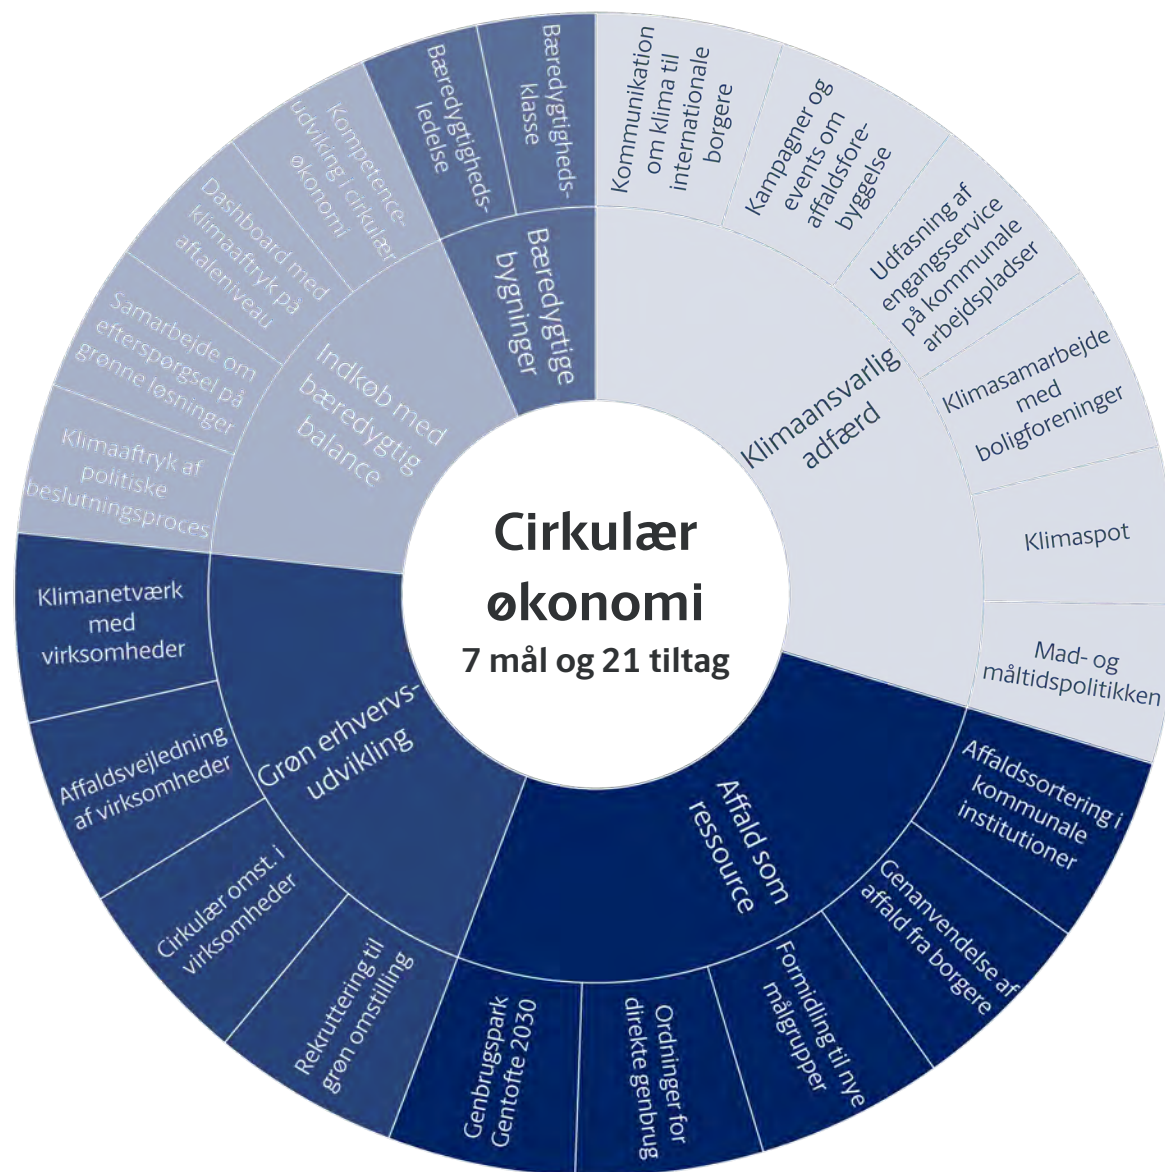 Cirkulær
økonomi
7 mål og 21 tiltag
Klimaansvarlig
adfærd
Kommunikation
om klima til
internationale
borgere
Kampagner og
events om
affaldsfore-
byggelse
Udfasning af
engangsservice
på kommunale
arbejdspladser
Klimasamarbejde
med
boligforeninger
Klimaspot
Mad- og
måltidspolitikken
Affald som
ressource
Affaldssortering i
kommunale
institutioner
Genanvendelse af
affald fra borgere
Formidling til nye
målgrupper
Ordninger for
direkte genbrug
Genbrugspark
Gentofte 2030
Grøn erhvervs-
udvikling
Rekruttering til
grøn omstilling
Cirkulær omst. i
virksomheder
Affaldsvejledning
af virksomheder
Klimanetværk
med
virksomheder
Indkøb med
bæredygtig
balance
Klimaaftryk af
politiske
beslutningsproces
Samarbejde om
efterspørgsel på
grønne løsninger
Dashboard med
klimaaftryk på
aftaleniveau
Kompetence-
udviking i cirkulær
økonomi
Bæredygtige
bygninger
Bæredygtigheds-
ledelse
Bæredygtigheds-
klasse